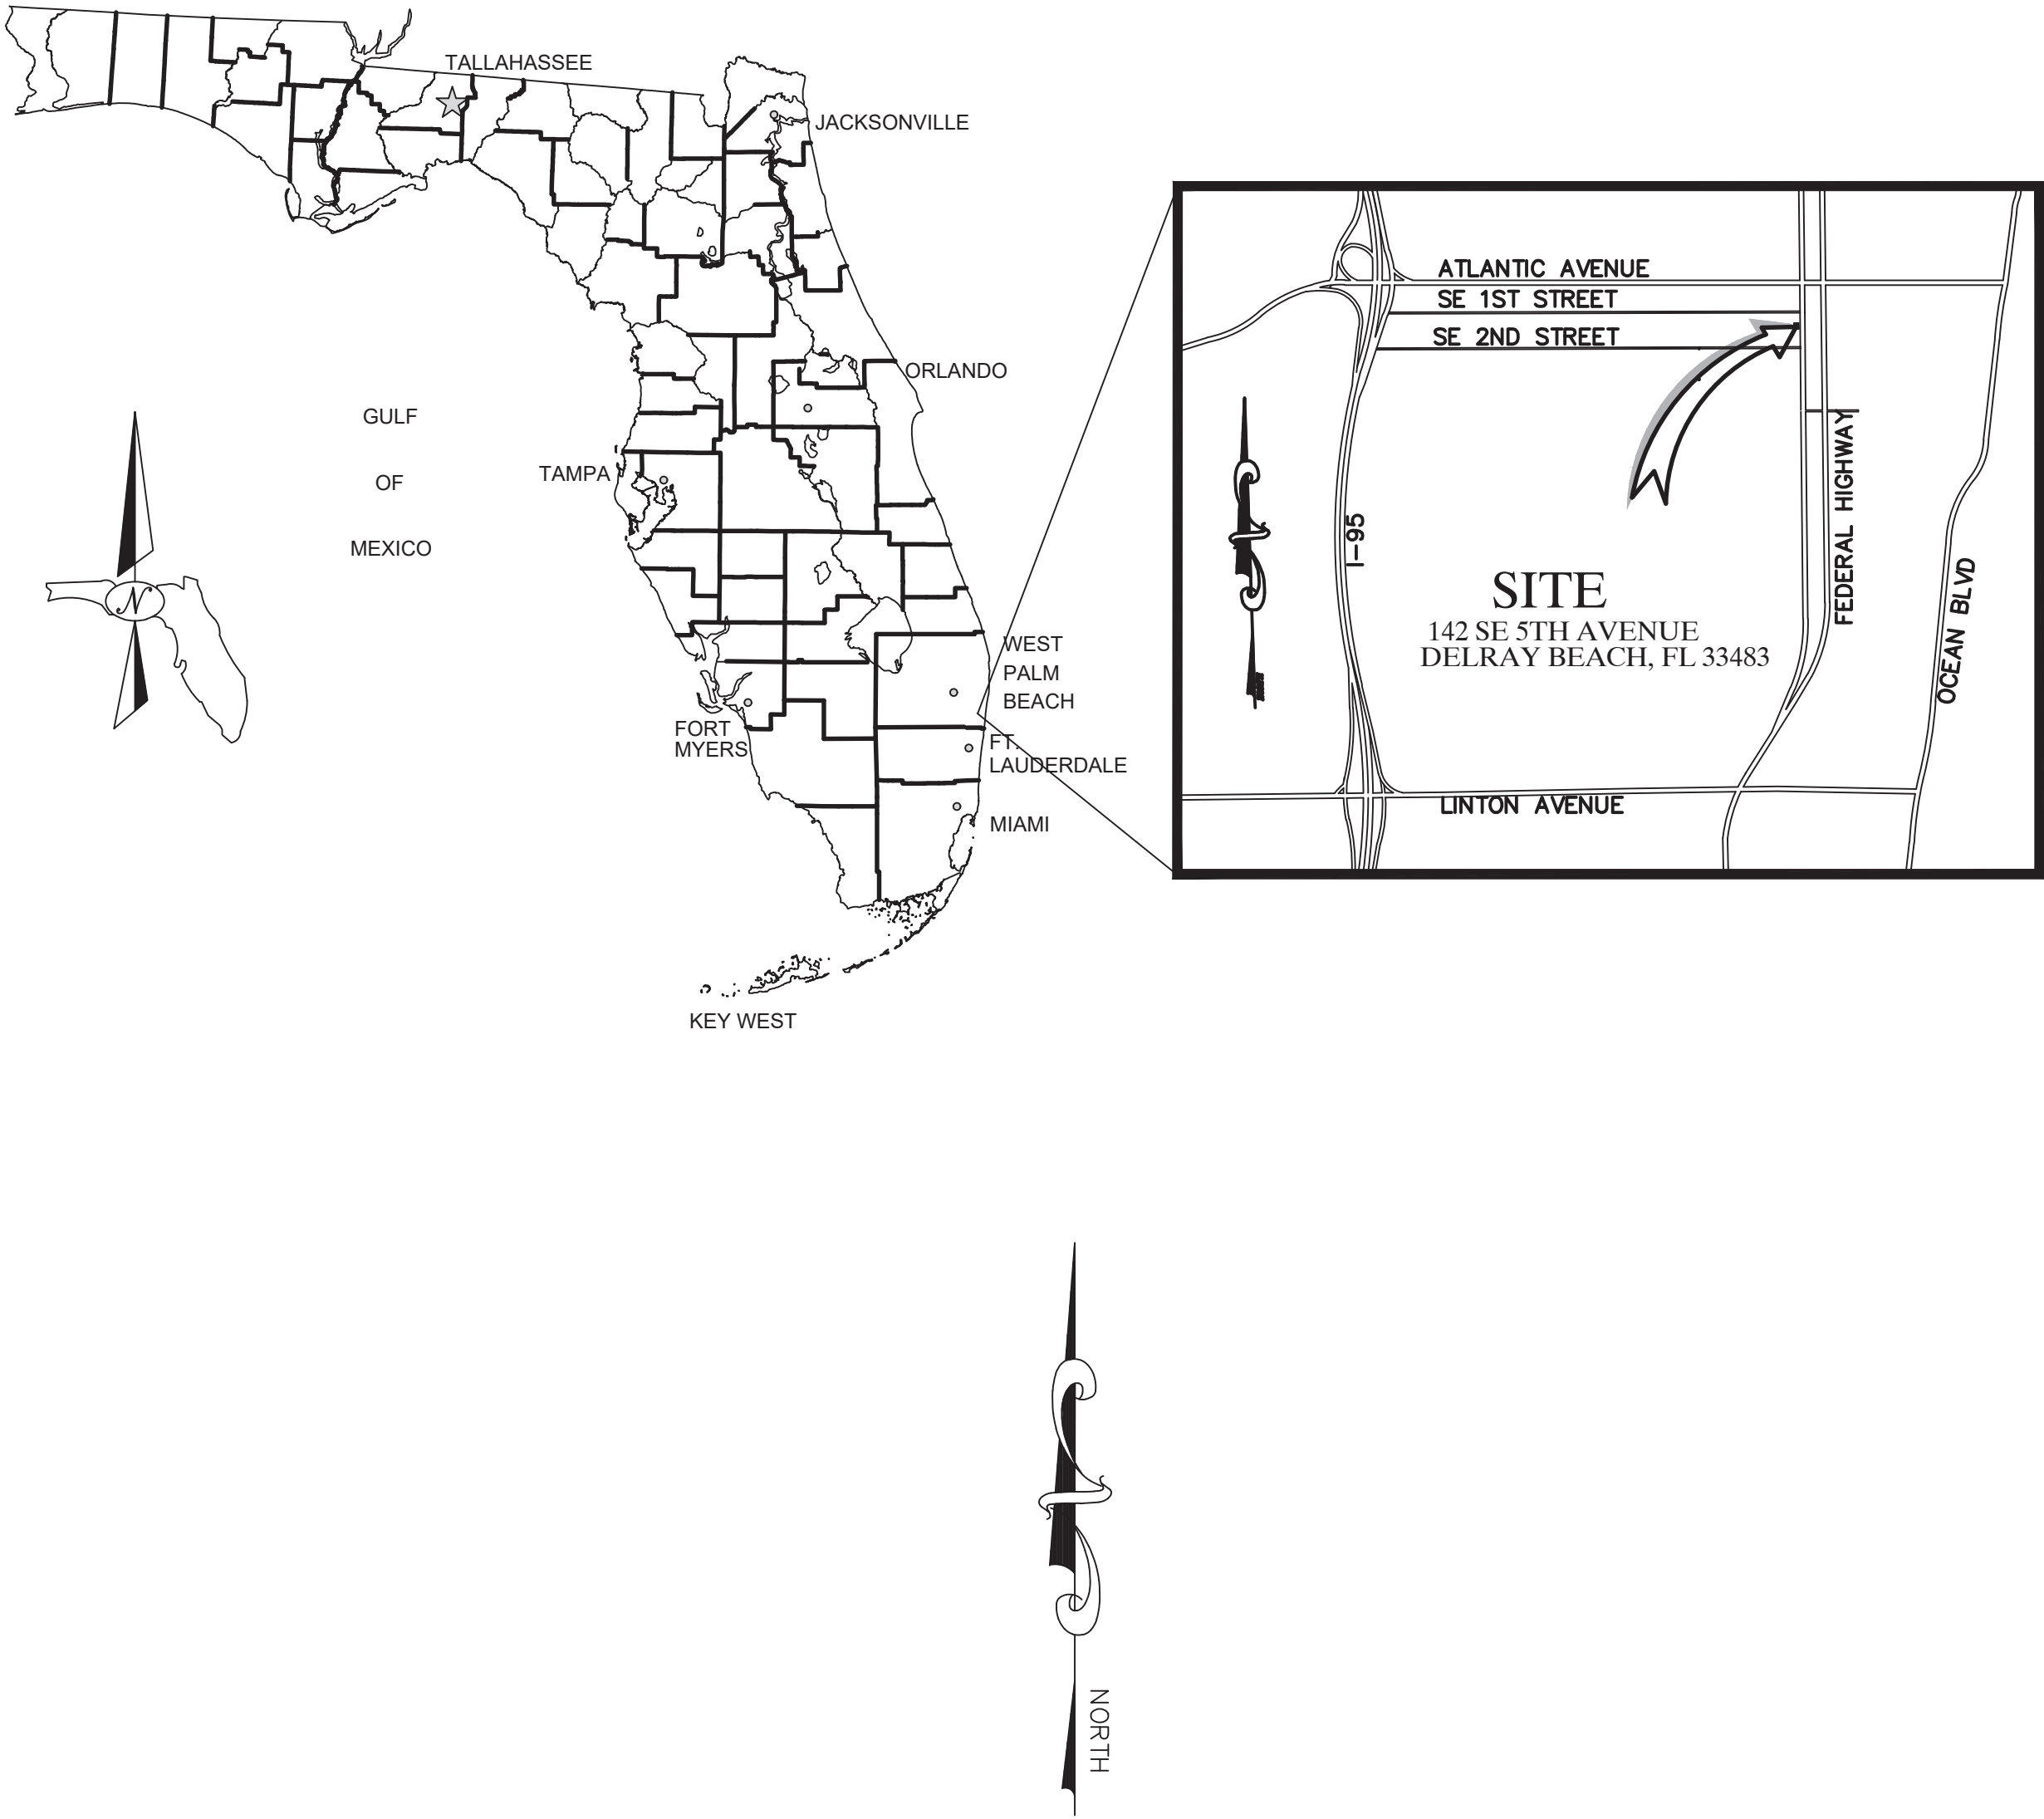 TALLAHASSEE
JACKSONVILLE
ORLANDO
GULF
OF
MEXICO
TAMPA
WEST
PALM
BEACH
FORT
MYERS
FT.
LAUDERDALE
MIAMI
KEY WEST
N
ATLANTIC AVENUE
SE 1ST STREET
SE 2ND STREET
I-95
FEDERAL HIGHWAY
OCEAN BLVD
SITE
142 SE 5TH AVENUE
DELRAY BEACH, FL 33483
LINTON AVENUE
NORTH